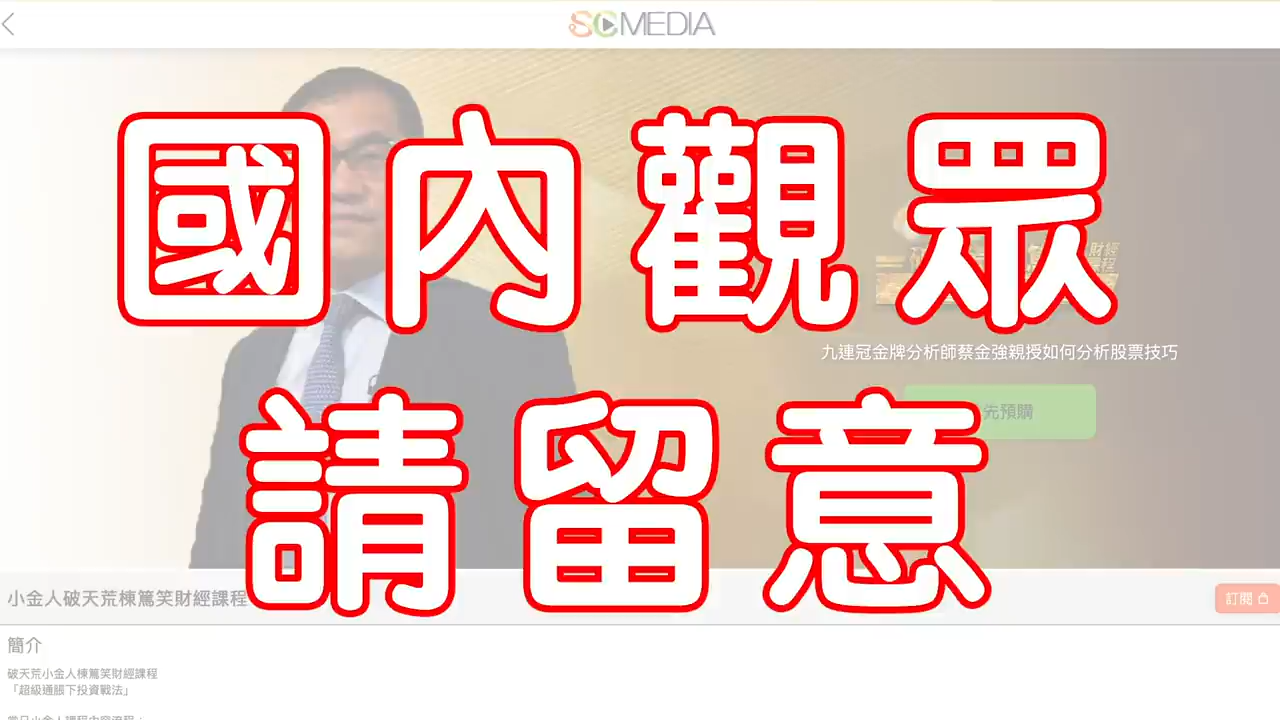 SCMEDIA
國內觀眾
九連冠金牌分析師蔡金強親授如何分析股票技巧
先預購
請留意
小金人破天荒棟篤笑財經課程
訂閱
簡介
破天荒小金人棟篤笑財經課程
「超級通脹下投資戰法」